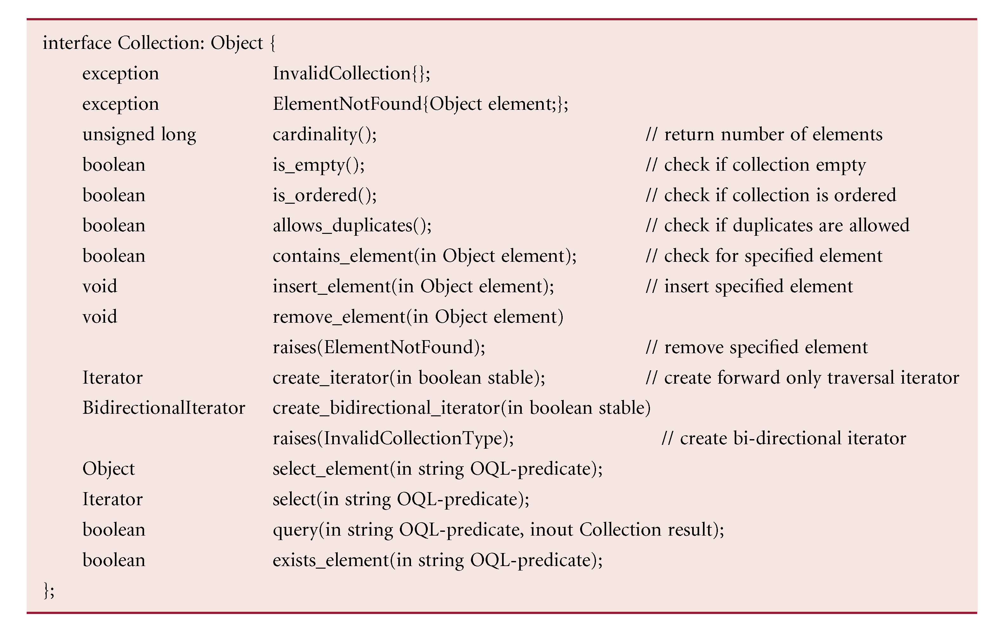 interface Collection: Object {
exception InvalidCollection{};
exception ElementNotFound{Object element;};
unsigned long cardinality(); // return number of elements
boolean is_empty(); // check if collection empty
boolean is_ordered(); // check if collection is ordered
boolean allows_duplicates(); // check if duplicates are allowed
boolean contains_element(in Object element); // check for specified element
void insert_element(in Object element); // insert specified element
void remove_element(in Object element)
raises(ElementNotFound); // remove specified element
Iterator create_iterator(in boolean stable); // create forward only traversal iterator
BidirectionalIterator create_bidirectional_iterator(in boolean stable)
raises(InvalidCollectionType); // create bi-directional iterator
Object select_element(in string OQL-predicate);
Iterator select(in string OQL-predicate);
boolean query(in string OQL-predicate, inout Collection result);
boolean exists_element(in string OQL-predicate);
};